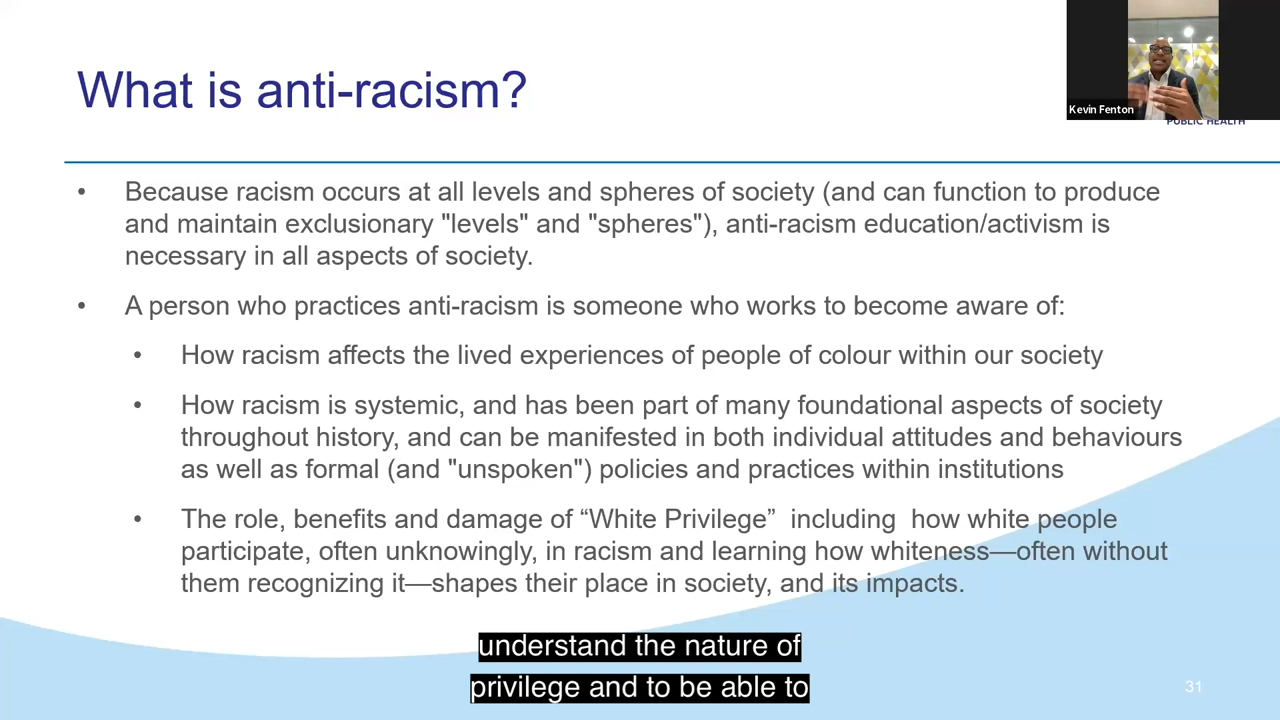 What is anti-racism?
Kevin Fenton
PUBLIC HEALTH
• Because racism occurs at all levels and spheres of society (and can function to produce
and maintain exclusionary "levels" and "spheres"), anti-racism education/activism is
necessary in all aspects of society.
• A person who practices anti-racism is someone who works to become aware of:
• How racism affects the lived experiences of people of colour within our society
• How racism is systemic, and has been part of many foundational aspects of society
throughout history, and can be manifested in both individual attitudes and behaviours
as well as formal (and "unspoken") policies and practices within institutions
• The role, benefits and damage of “White Privilege” including how white people
participate, often unknowingly, in racism and learning how whiteness—often without
them recognizing it—shapes their place in society, and its impacts.
understand the nature of
privilege and to be able to
31